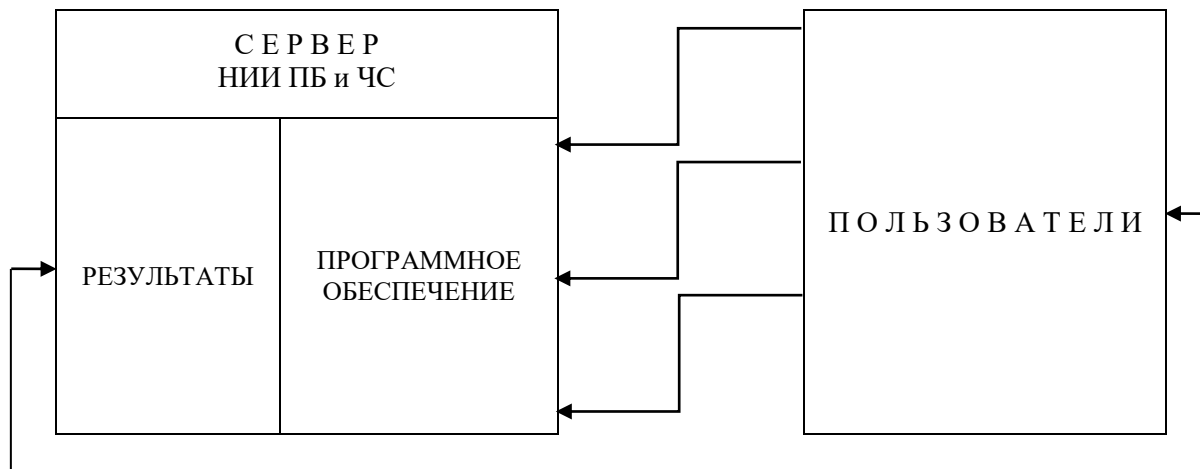 С Е Р В Е Р
НИИ ПБ и ЧС
РЕЗУЛЬТАТЫ
ПРОГРАММНОЕ
ОБЕСПЕЧЕНИЕ
П О Л Ь З О В А Т Е Л И